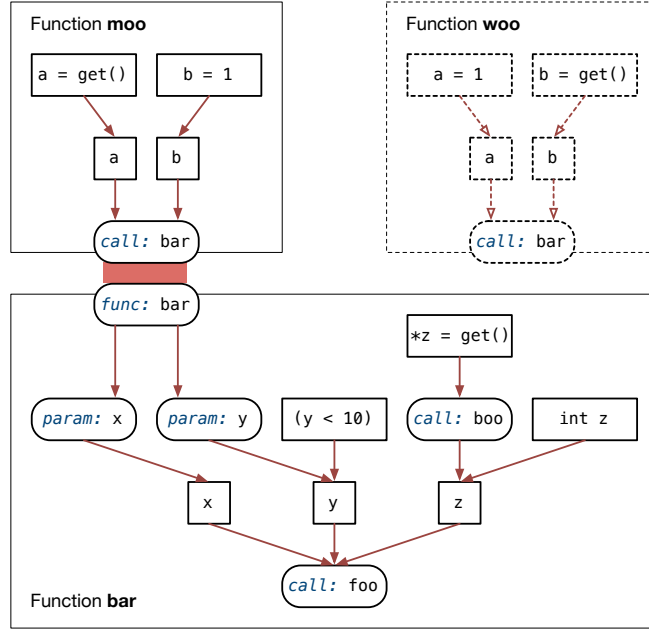 Function moo
Function woo
a = get()
b = 1
a = 1
b = get()
a
b
a
b
call: bar
call: bar
func: bar
*z = get()
param: x
param: y
(y < 10)
call: boo
int z
x
y
z
call: foo
Function bar